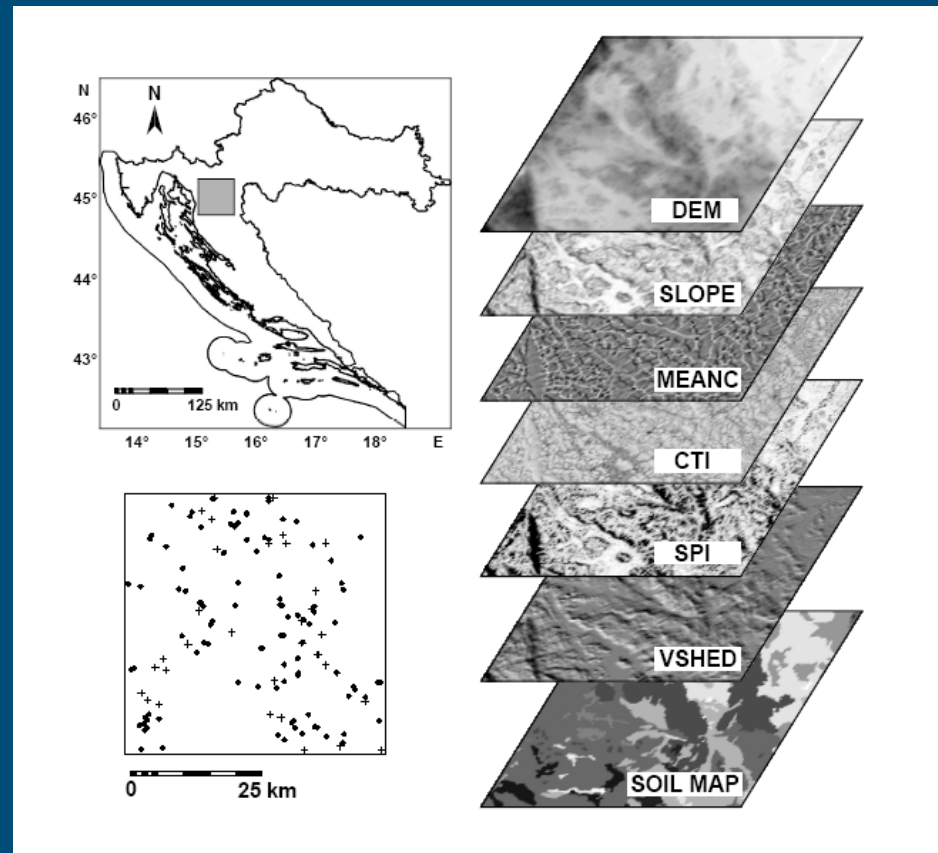 N
N
46°
45°
44°
43°
0 125 km
14° 15° 16° 17° 18° E
0 25 km
DEM
SLOPE
MEANC
CTI
SPI
VSHED
SOIL MAP